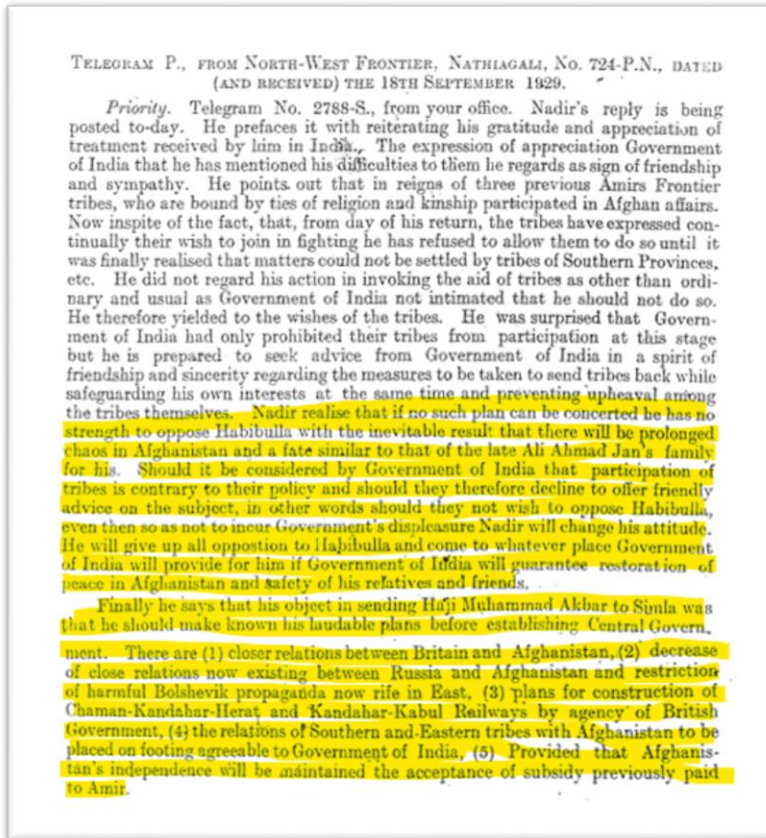 TELEGRAM P., FROM NORTH-WEST FRONTIER, NATHIAGALI, NO. 724-P.N., DATED
(AND RECEIVED) THE 18TH SEPTEMBER 1929.
Priority. Telegram No. 2788-S., from your office. Nadir's reply is being
posted to-day. He prefaces it with reiterating his gratitude and appreciation of
treatment received by him in India. The expression of appreciation Government
of India that he has mentioned his difficulties to them he regards as sign of friendship
and sympathy. He points out that in reigns of three previous Amirs Frontier
tribes, who are bound by ties of religion and kinship participated in Afghan affairs.
Now inspite of the fact, that, from day of his return, the tribes have expressed con-
tinually their wish to join in fighting he has refused to allow them to do so until it
was finally realised that matters could not be settled by tribes of Southern Provinces,
etc. He did not regard his action in invoking the aid of tribes as other than ordi-
nary and usual as Government of India not intimated that he should not do so.
He therefore yielded to the wishes of the tribes. He was surprised that Govern-
ment of India had only prohibited their tribes from participation at this stage
but he is prepared to seek advice from Government of India in a spirit of
friendship and sincerity regarding the measures to be taken to send tribes back while
safeguarding his own interests at the same time and preventing upheaval among
the tribes themselves. Nadir realise that if no such plan can be concerted he has no
strength to oppose Habibulla with the inevitable result that there will be prolonged
chaos in Afghanistan and a fate similar to that of the late Ali Ahmad Jan's family
for his. Should it be considered by Government of India that participation of
tribes is contrary to their policy and should they therefore decline to offer friendly
advice on the subject, in other words should they not wish to oppose Habibulla,
even then so as not to incur Government's displeasure Nadir will change his attitude.
He will give up all oppostion to Habibulla and come to whatever place Government
of India will provide for him if Government of India will guarantee restoration of
peace in Afghanistan and safety of his relatives and friends.
Finally he says that his object in sending Haji Muhammad Akbar to Simla was
that he should make known his laudable plans before establishing Central Govern-
ment. There are (1) closer relations between Britain and Afghanistan, (2) decrease
of close relations now existing between Russia and Afghanistan and restriction
of harmful Bolshevik propaganda now rife in East, (3) plans for construction of
Chaman-Kandahar-Herat and Kandahar-Kabul Railways by agency of British
Government, (4) the relations of Southern and Eastern tribes with Afghanistan to be
placed on footing agreeable to Government of India, (5) Provided that Afghanis-
tan's independence will be maintained the acceptance of subsidy previously paid
to Amir.